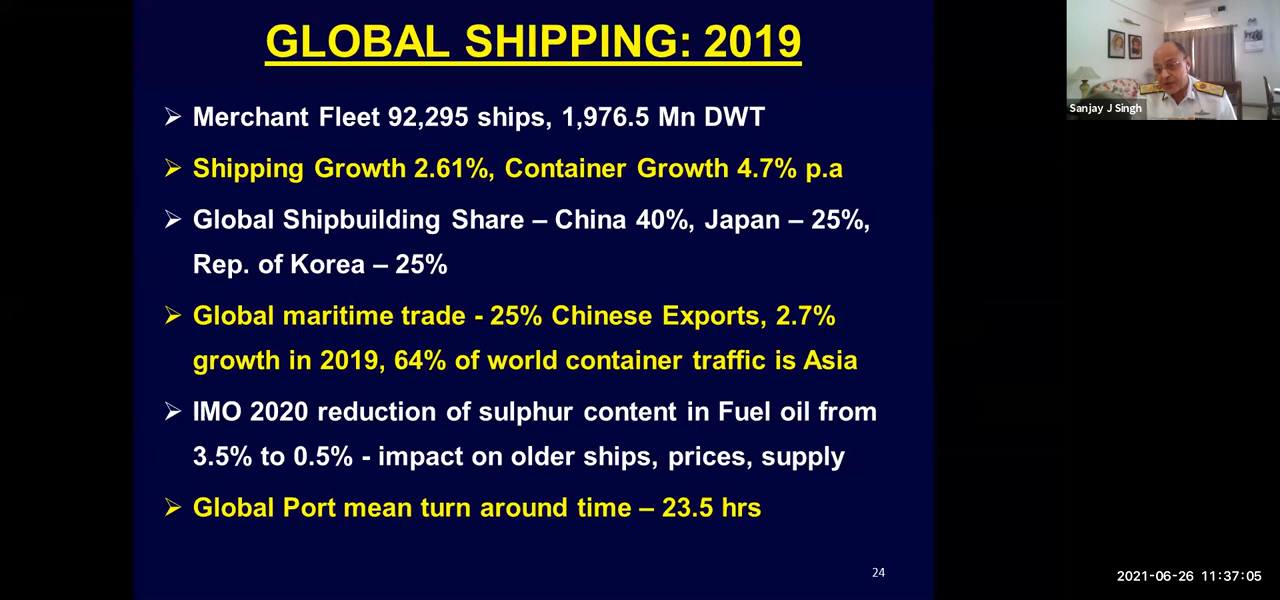 GLOBAL SHIPPING: 2019
➢ Merchant Fleet 92,295 ships, 1,976.5 Mn DWT
➢ Shipping Growth 2.61%, Container Growth 4.7% p.a
➢ Global Shipbuilding Share – China 40%, Japan – 25%,
Rep. of Korea – 25%
➢ Global maritime trade - 25% Chinese Exports, 2.7%
growth in 2019, 64% of world container traffic is Asia
➢ IMO 2020 reduction of sulphur content in Fuel oil from
3.5% to 0.5% - impact on older ships, prices, supply
➢ Global Port mean turn around time – 23.5 hrs
24
Sanjay J Singh
2021-06-26 11:37:05